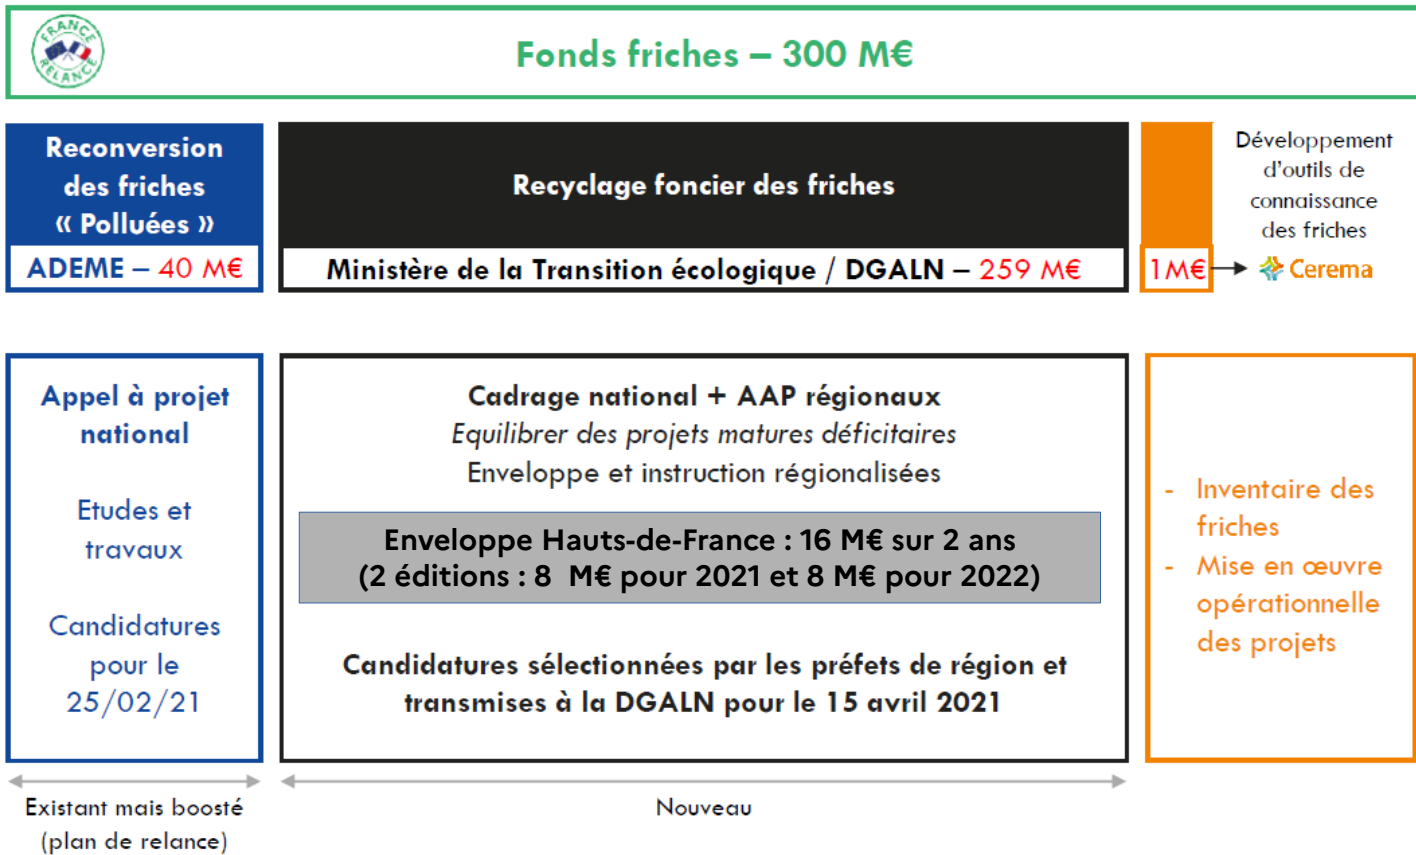 FRANCE
RELANCE
Fonds friches – 300 M€
Reconversion
des friches
« Polluées »
ADEME – 40 M€
Recyclage foncier des friches
Ministère de la Transition écologique / DGALN – 259 M€
1M€
Développement
d’outils de
connaissance
des friches
Cerema
Appel à projet
national
Etudes et
travaux
Candidatures
pour le
25/02/21
Cadrage national + AAP régionaux
Equilibrer des projets matures déficitaires
Enveloppe et instruction régionalisées
Enveloppe Hauts-de-France : 16 M€ sur 2 ans
(2 éditions : 8 M€ pour 2021 et 8 M€ pour 2022)
Candidatures sélectionnées par les préfets de région et
transmises à la DGALN pour le 15 avril 2021
- Inventaire des
friches
- Mise en œuvre
opérationnelle
des projets
Existant mais boosté
(plan de relance)
Nouveau